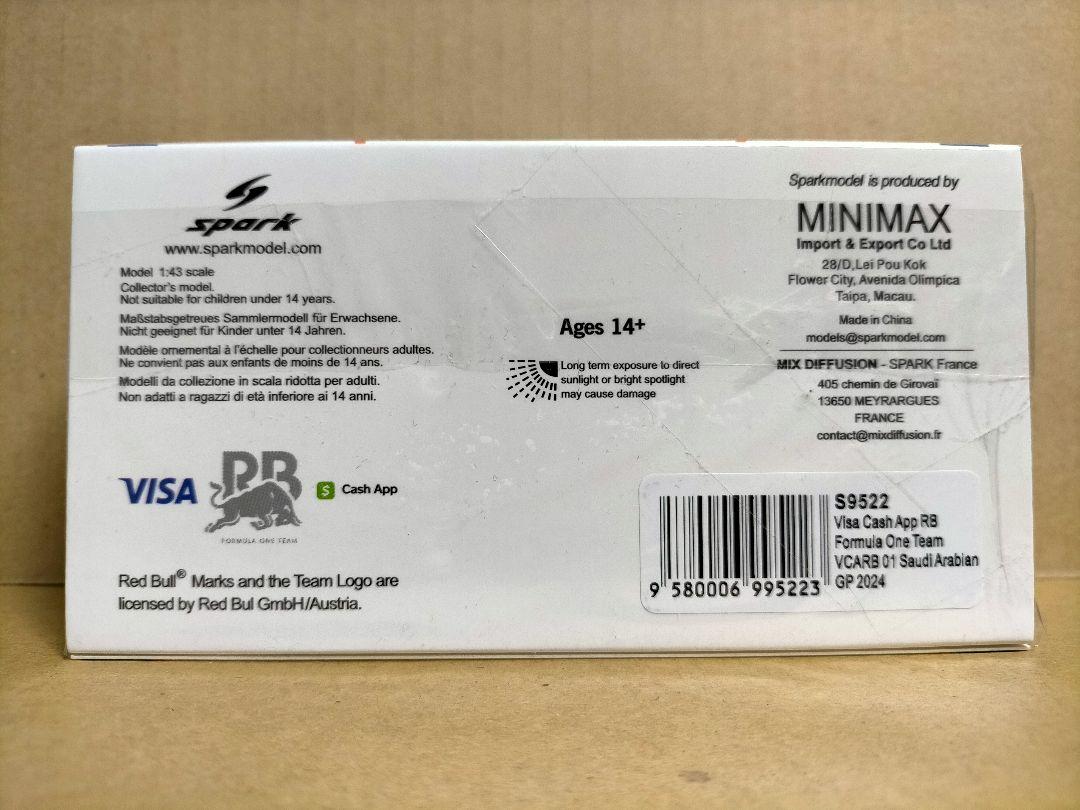 spark
www.sparkmodel.com
Model 1:43 scale
Collector's model.
Not suitable for children under 14 years.
Maßstabsgetreues Sammlermodell für Erwachsene.
Nicht geeignet für Kinder unter 14 Jahren.
Modèle ornemental à l'échelle pour collectionneurs adultes.
Ne convient pas aux enfants de moins de 14 ans.
Modelli da collezione in scala ridotta per adulti.
Non adatti a ragazzi di età inferiore ai 14 anni.
VISA
RB
FORMULA ONE TEAM
$ Cash App
Red Bull® Marks and the Team Logo are
licensed by Red Bul GmbH/Austria.
Ages 14+
Long term exposure to direct
sunlight or bright spotlight
may cause damage
Sparkmodel is produced by
MINIMAX
Import & Export Co Ltd
28/D,Lei Pou Kok
Flower City, Avenida Olimpica
Taipa, Macau.
Made in China
models@sparkmodel.com
MIX DIFFUSION - SPARK France
405 chemin de Girovaï
13650 MEYRARGUES
FRANCE
contact@mixdiffusion.fr
S9522
Visa Cash App RB
Formula One Team
VCARB 01 Saudi Arabian
GP 2024
9 580006 995223